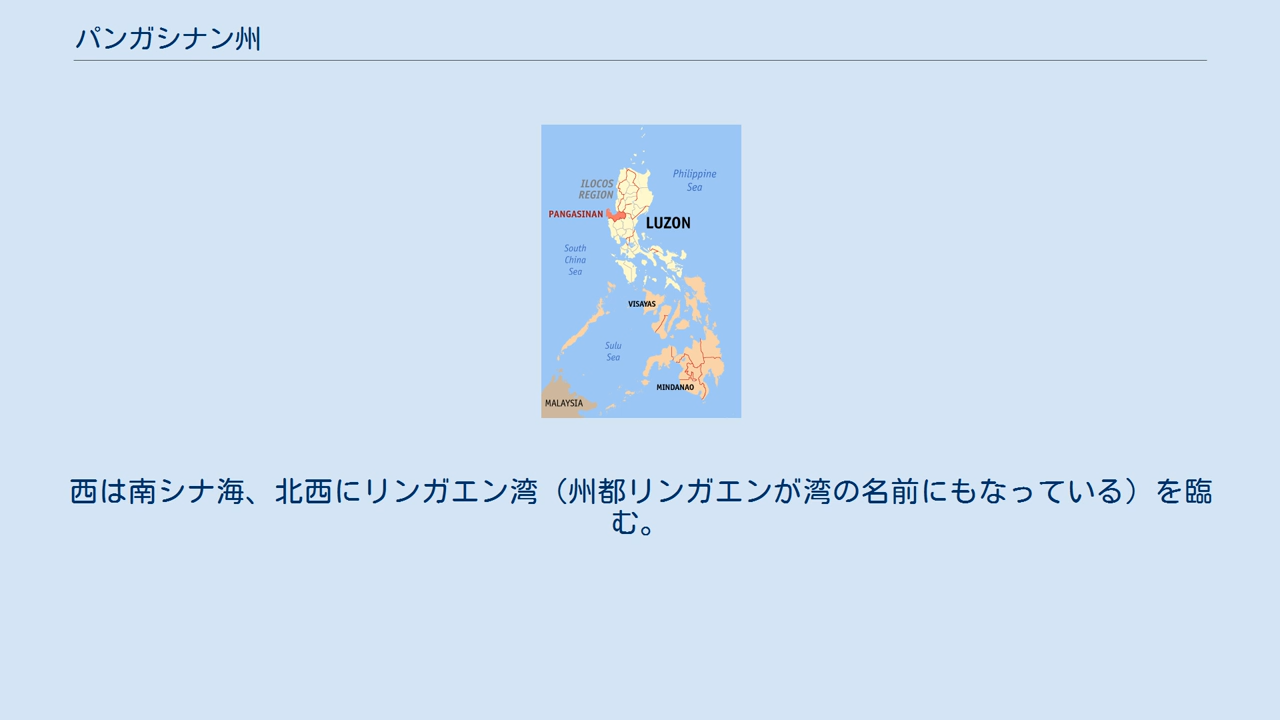 パンガシナン州
Philippine
Sea
ILOCOS
REGION
PANGASINAN
LUZON
South
China
Sea
VISAYAS
Sulu
Sea
MINDANAO
MALAYSIA
西は南シナ海、北西にリンガエン湾（州都リンガエンが湾の名前にもなっている）を臨
む。